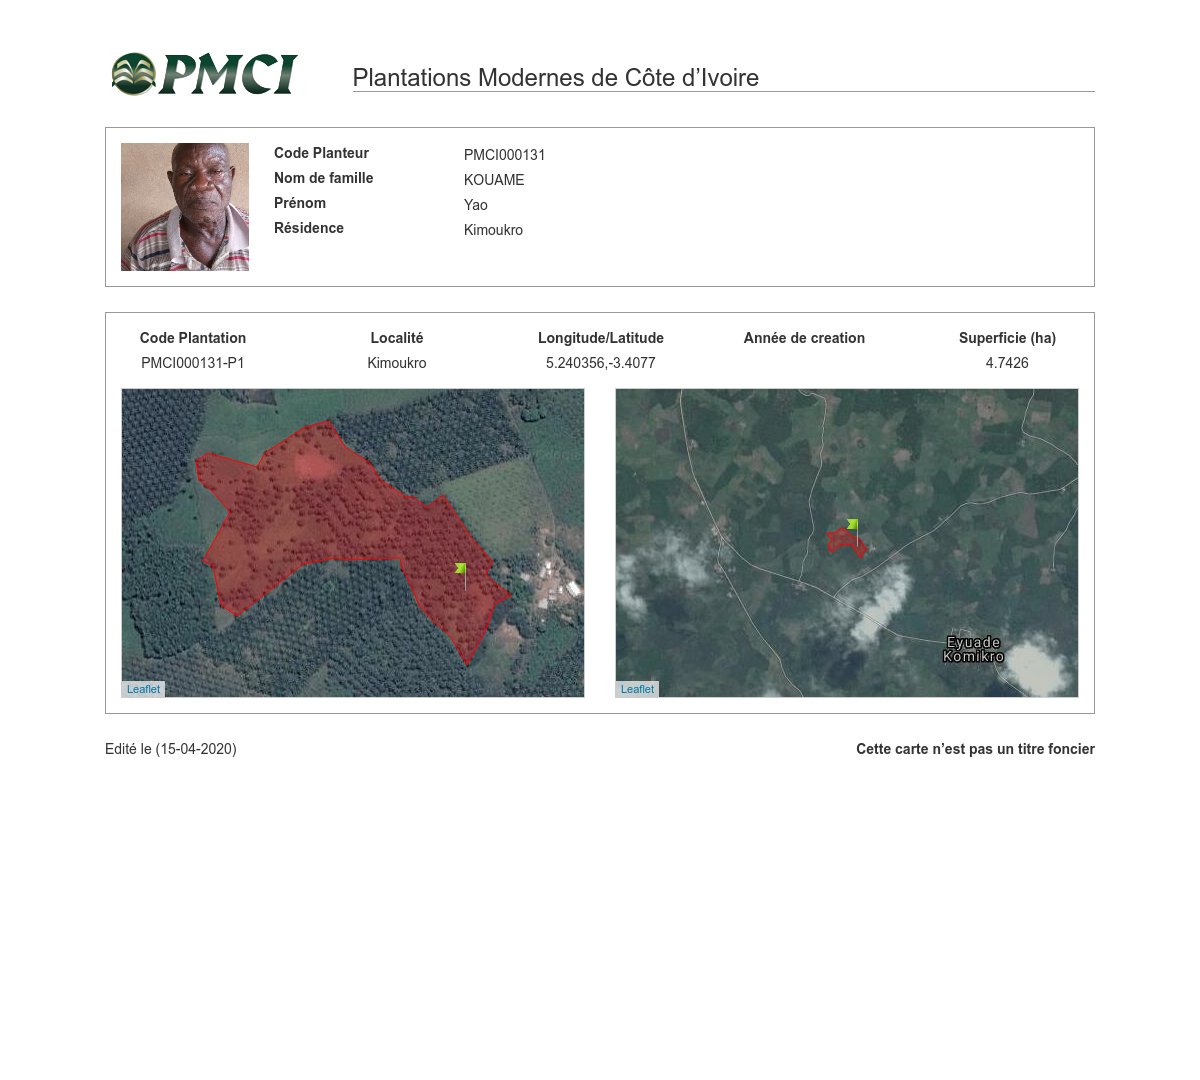 PMCI
Plantations Modernes de Côte d’Ivoire
Code Planteur PMCI000131
Nom de famille KOUAME
Prénom Yao
Résidence Kimoukro
Code Plantation Localité Longitude/Latitude Année de creation Superficie (ha)
PMCI000131-P1 Kimoukro 5.240356,-3.4077 4.7426
Eyuade
Komikro
Leaflet Leaflet
Edité le (15-04-2020) Cette carte n’est pas un titre foncier